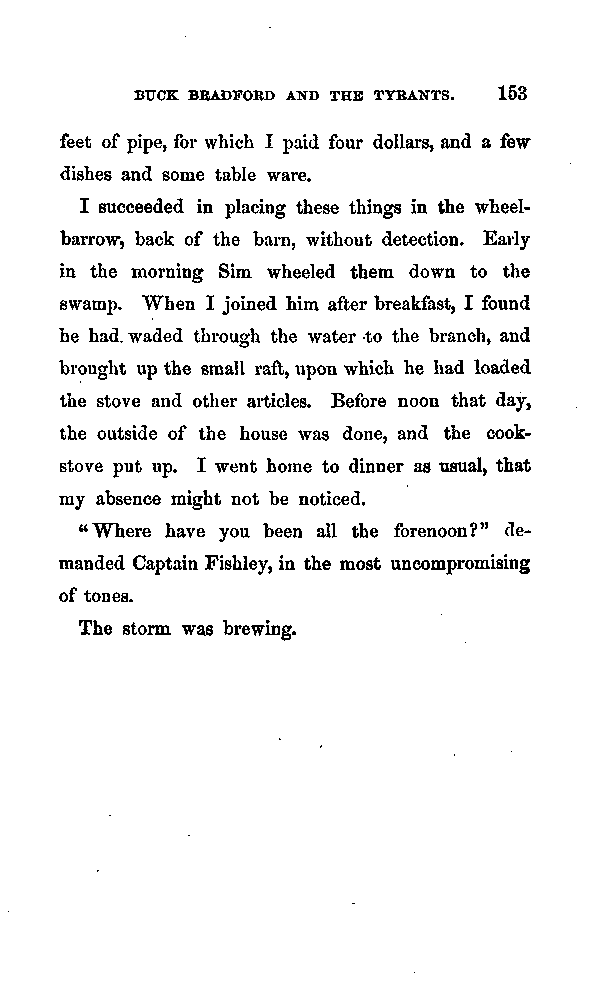 BUCK BRADFORD AND THE TYRANTS. 153
feet of pipe, for which I paid four dollars, and a few
dishes and some table ware.
I succeeded in placing these things in the wheel-
barrow, back of the barn, without detection. Early
in the morning Sim wheeled them down to the
swamp. When I joined him after breakfast, I found
he had waded through the water to the branch, and
brought up the small raft, upon which he had loaded
the stove and other articles. Before noon that day,
the outside of the house was done, and the cook-
stove put up. I went home to dinner as usual, that
my absence might not be noticed.
"Where have you been all the forenoon?" de-
manded Captain Fishley, in the most uncompromising
of tones.
The storm was brewing.